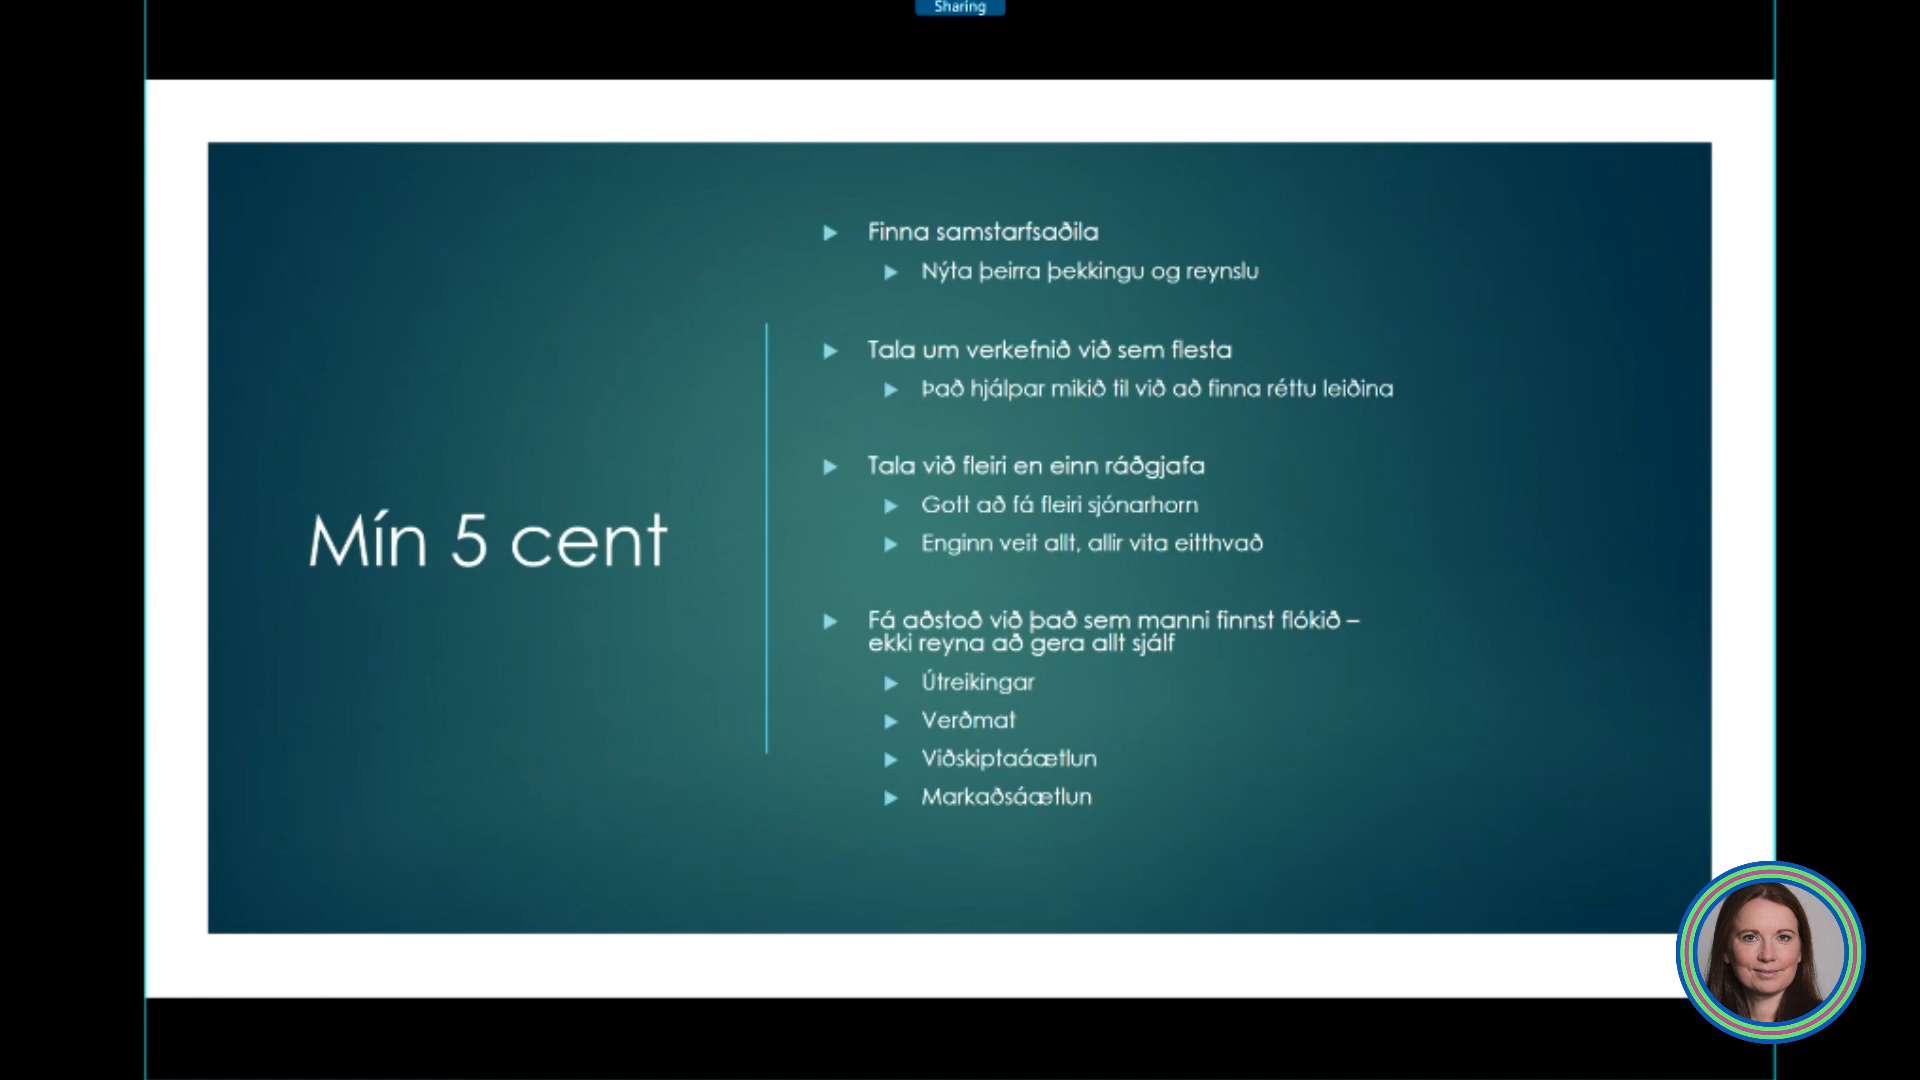 Sharing
Mín 5 cent
Finna samstarfsaðila
Nýta þeirra þekkingu og reynslu
Tala um verkefnið við sem flesta
Það hjálpar mikið til við að finna réttu leiðina
Tala við fleiri en einn ráðgjafa
Gott að fá fleiri sjónarhorn
Enginn veit allt, allir vita eitthvað
Fá aðstoð við það sem manni finnst flókið –
ekki reyna að gera allt sjálf
Útreikingar
Verðmat
Viðskiptaáætlun
Markaðsáætlun